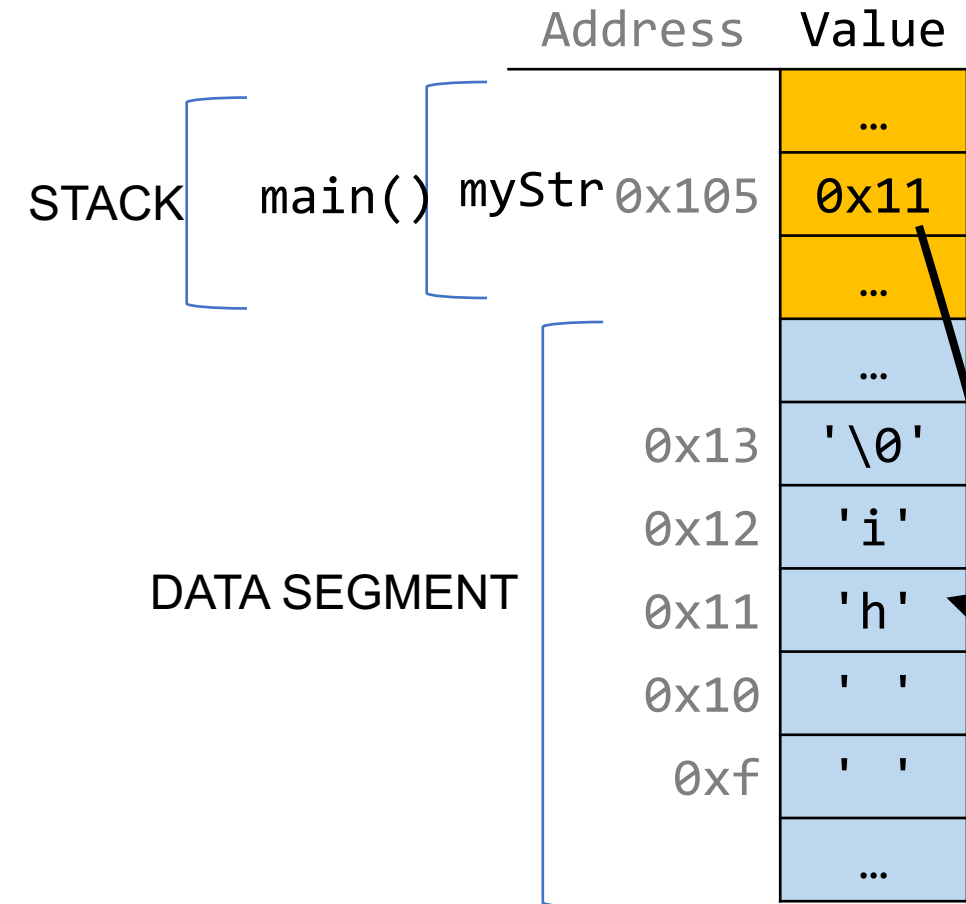 Address Value
…
STACK main() myStr 0x105 0x11
…
…
0x13 '\0'
0x12 'i'
DATA SEGMENT
0x11 'h'
0x10 ' '
0xf ' '
…